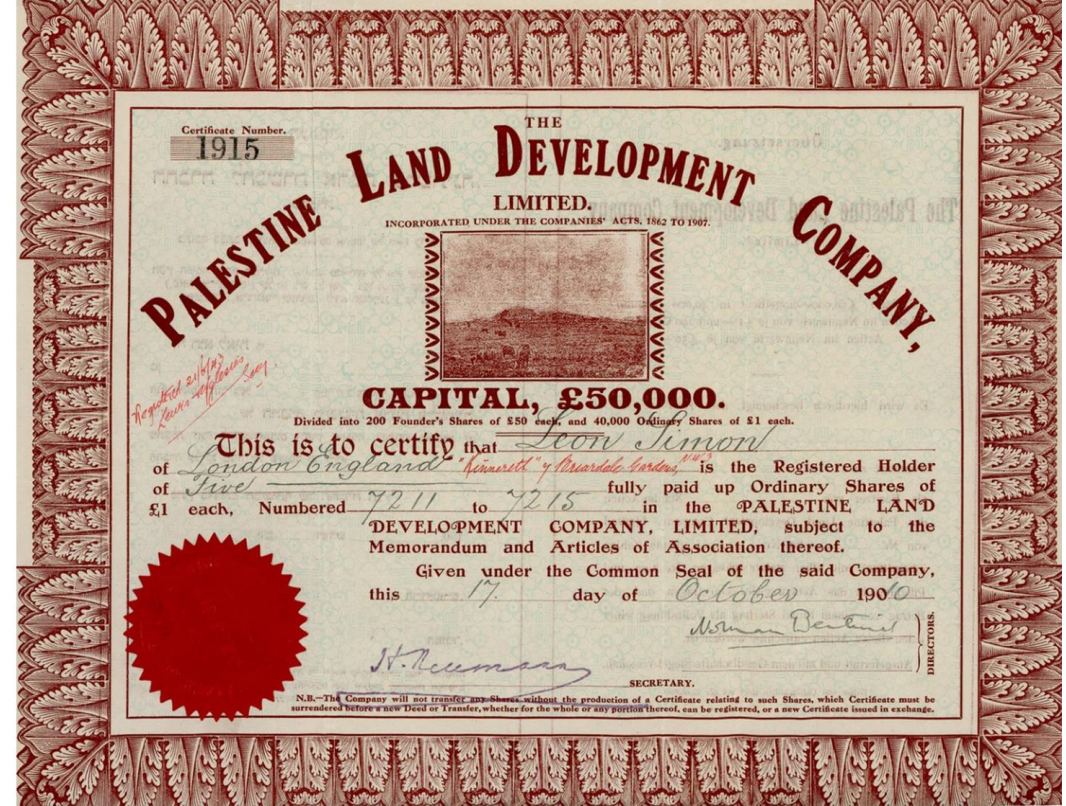 Certificate Number.
1915
THE
PALESTINE LAND DEVELOPMENT COMPANY,
LIMITED.
INCORPORATED UNDER THE COMPANIES' ACTS, 1862 TO 1907.
CAPITAL, £50,000.
Divided into 200 Founder's Shares of £50 each, and 40,000 Ordinary Shares of £1 each.
This is to certify that Leon Simon
of London England "Kinnereth" Briardale Gardens, NW3 is the Registered Holder
of Five fully paid up Ordinary Shares of
£1 each, Numbered 7211 to 7215 in the PALESTINE LAND
DEVELOPMENT COMPANY, LIMITED, subject to the
Memorandum and Articles of Association thereof.
Given under the Common Seal of the said Company,
this 17. day of October 190
Norman Bentwich
DIRECTORS.
H. Neumann
SECRETARY.
N.B.—The Company will not transfer any Shares without the production of a Certificate relating to such Shares, which Certificate must be
surrendered before a new Deed or Transfer, whether for the whole or any portion thereof, can be registered, or a new Certificate issued in exchange.